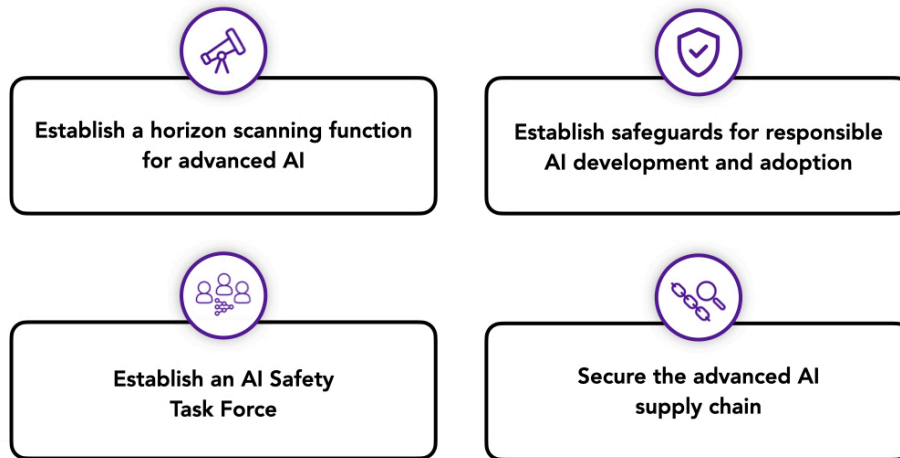 Establish a horizon scanning function
for advanced AI
Establish safeguards for responsible
AI development and adoption
Establish an AI Safety
Task Force
Secure the advanced AI
supply chain